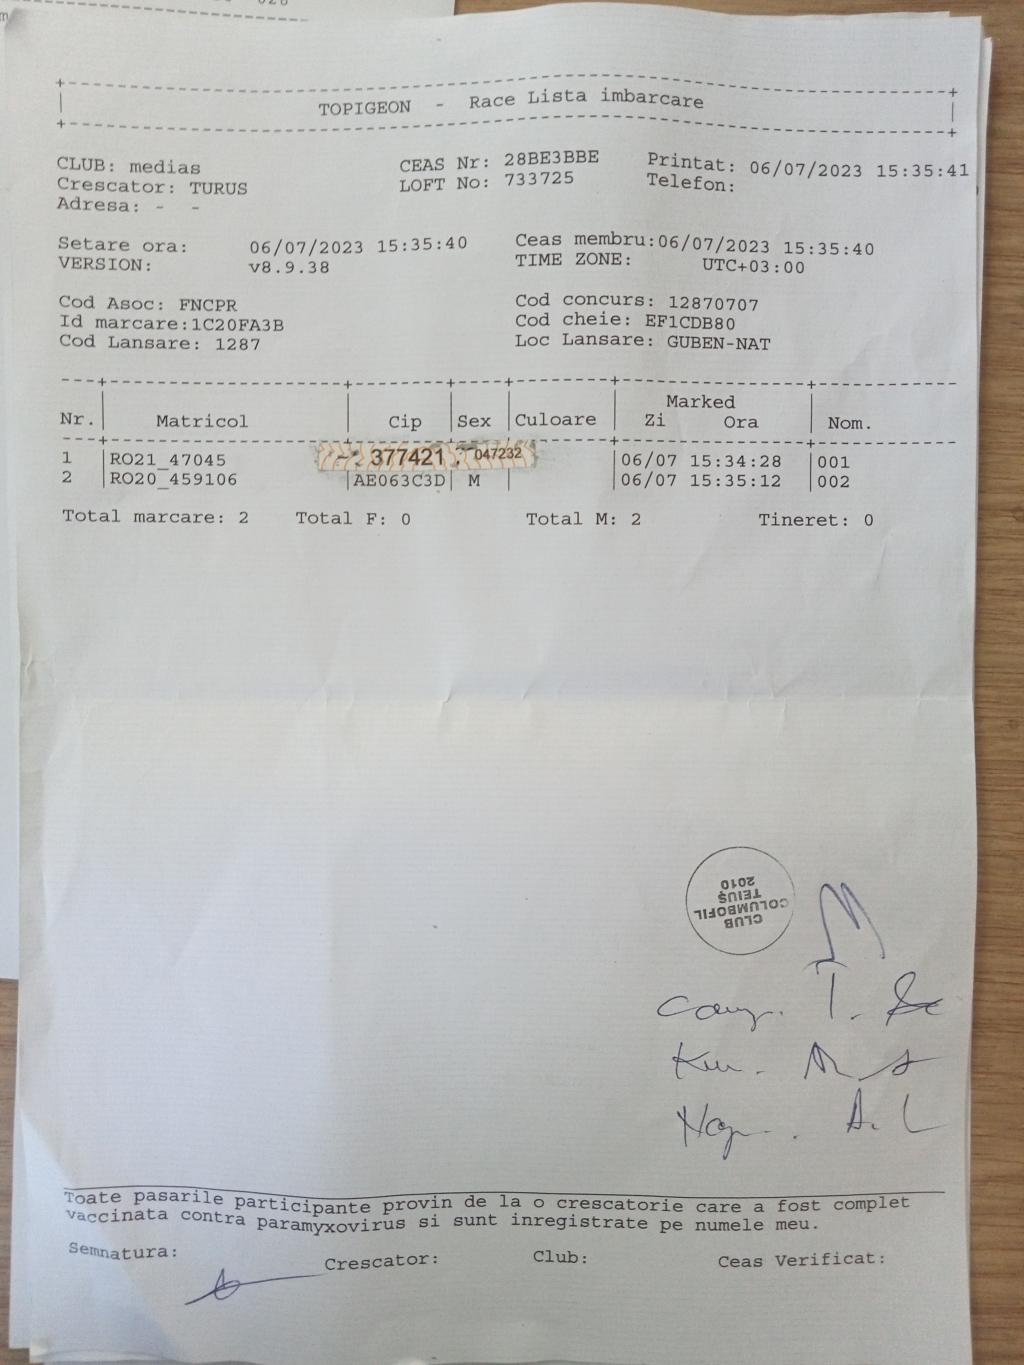 TOPIGEON - Race Lista imbarcare
CLUB: medias CEAS Nr: 28BE3BBE Printat: 06/07/2023 15:35:41
Crescator: TURUS LOFT No: 733725 Telefon:
Adresa: - -
Setare ora: 06/07/2023 15:35:40 Ceas membru:06/07/2023 15:35:40
VERSION: v8.9.38 TIME ZONE: UTC+03:00
Cod Asoc: FNCPR Cod concurs: 12870707
Id marcare:1C20FA3B Cod cheie: EF1CDB80
Cod Lansare: 1287 Loc Lansare: GUBEN-NAT
Marked
Nr. Matricol Cip Sex Culoare Zi Ora Nom.
1 RO21_47045 377421 047232 06/07 15:34:28 001
2 RO20_459106 AE063C3D M 06/07 15:35:12 002
Total marcare: 2 Total F: 0 Total M: 2 Tineret: 0
CLUB
COLUMBOFIL
TEIUȘ
2010
Toate pasarile participante provin de la o crescatorie care a fost complet
vaccinata contra paramyxovirus si sunt inregistrate pe numele meu.
Semnatura: Crescator: Club: Ceas Verificat: